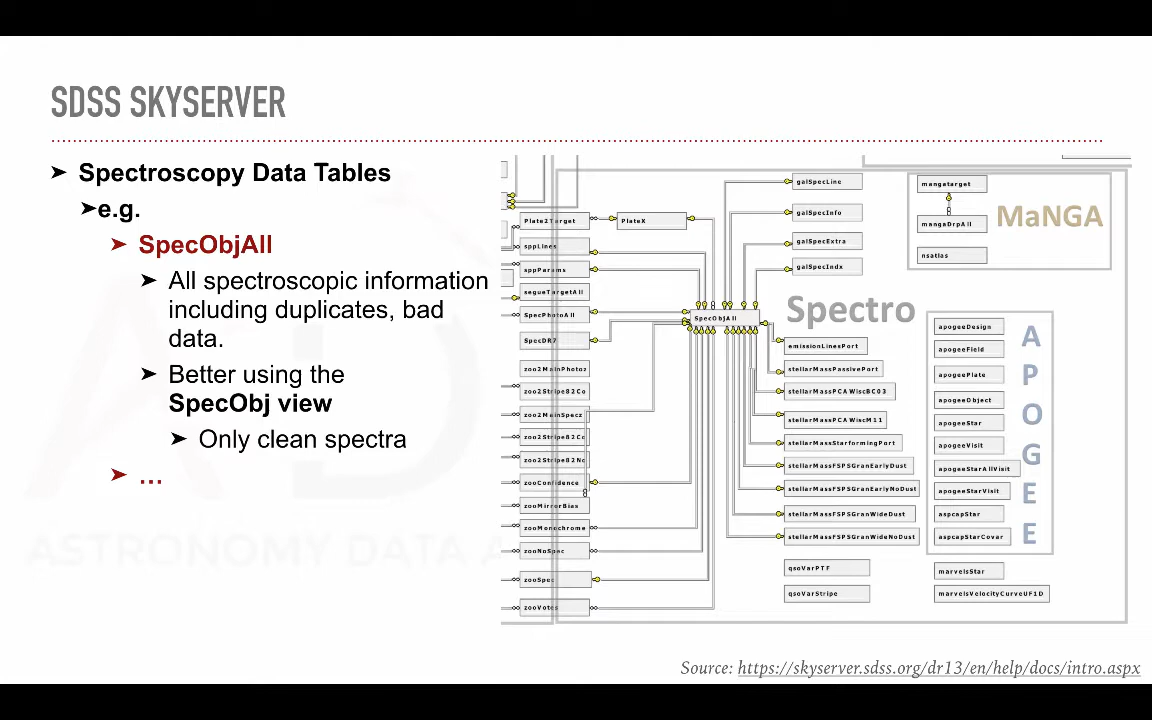 SDSS SKYSERVER
➤ Spectroscopy Data Tables
➤e.g.
➤ SpecObjAll
➤ All spectroscopic information
including duplicates, bad
data.
➤ Better using the
SpecObj view
➤ Only clean spectra
➤ ...
ASTRONOMY DATA A
Plate2Target
PlateX
sppLines
sppParams
segueTargetAll
SpecPhotoAll
SpecDR7
zoo2MainPhotoz
zoo2Stripe82Co
zoo2MainSpecz
zoo2Stripe82Co
zoo2Stripe82No
zooConfidence
zooMirrorBias
zooMonochrome
zooNoSpec
zooSpec
zooVotes
SpecObjAll
galSpecLine
galSpecInfo
galSpecExtra
galSpecIndx
Spectro
emissionLinesPort
stellarMassPassivePort
stellarMassPCAWiscBC03
stellarMassPCAWiscM11
stellarMassStarformingPort
stellarMassFSPSGranEarlyDust
stellarMassFSPSGranEarlyNoDust
stellarMassFSPSGranWideDust
stellarMassFSPSGranWideNoDust
qsoVarPTF
qsoVarStripe
mangatarget
mangaDrpAll
nsatlas
MaNGA
apogeeDesign
apogeeField
apogeePlate
apogeeObject
apogeeStar
apogeeVisit
apogeeStarAllVisit
apogeeStarVisit
aspcapStar
aspcapStarCovar
A
P
O
G
E
E
marvelsStar
marvelsVelocityCurveUF1D
Source: https://skyserver.sdss.org/dr13/en/help/docs/intro.aspx